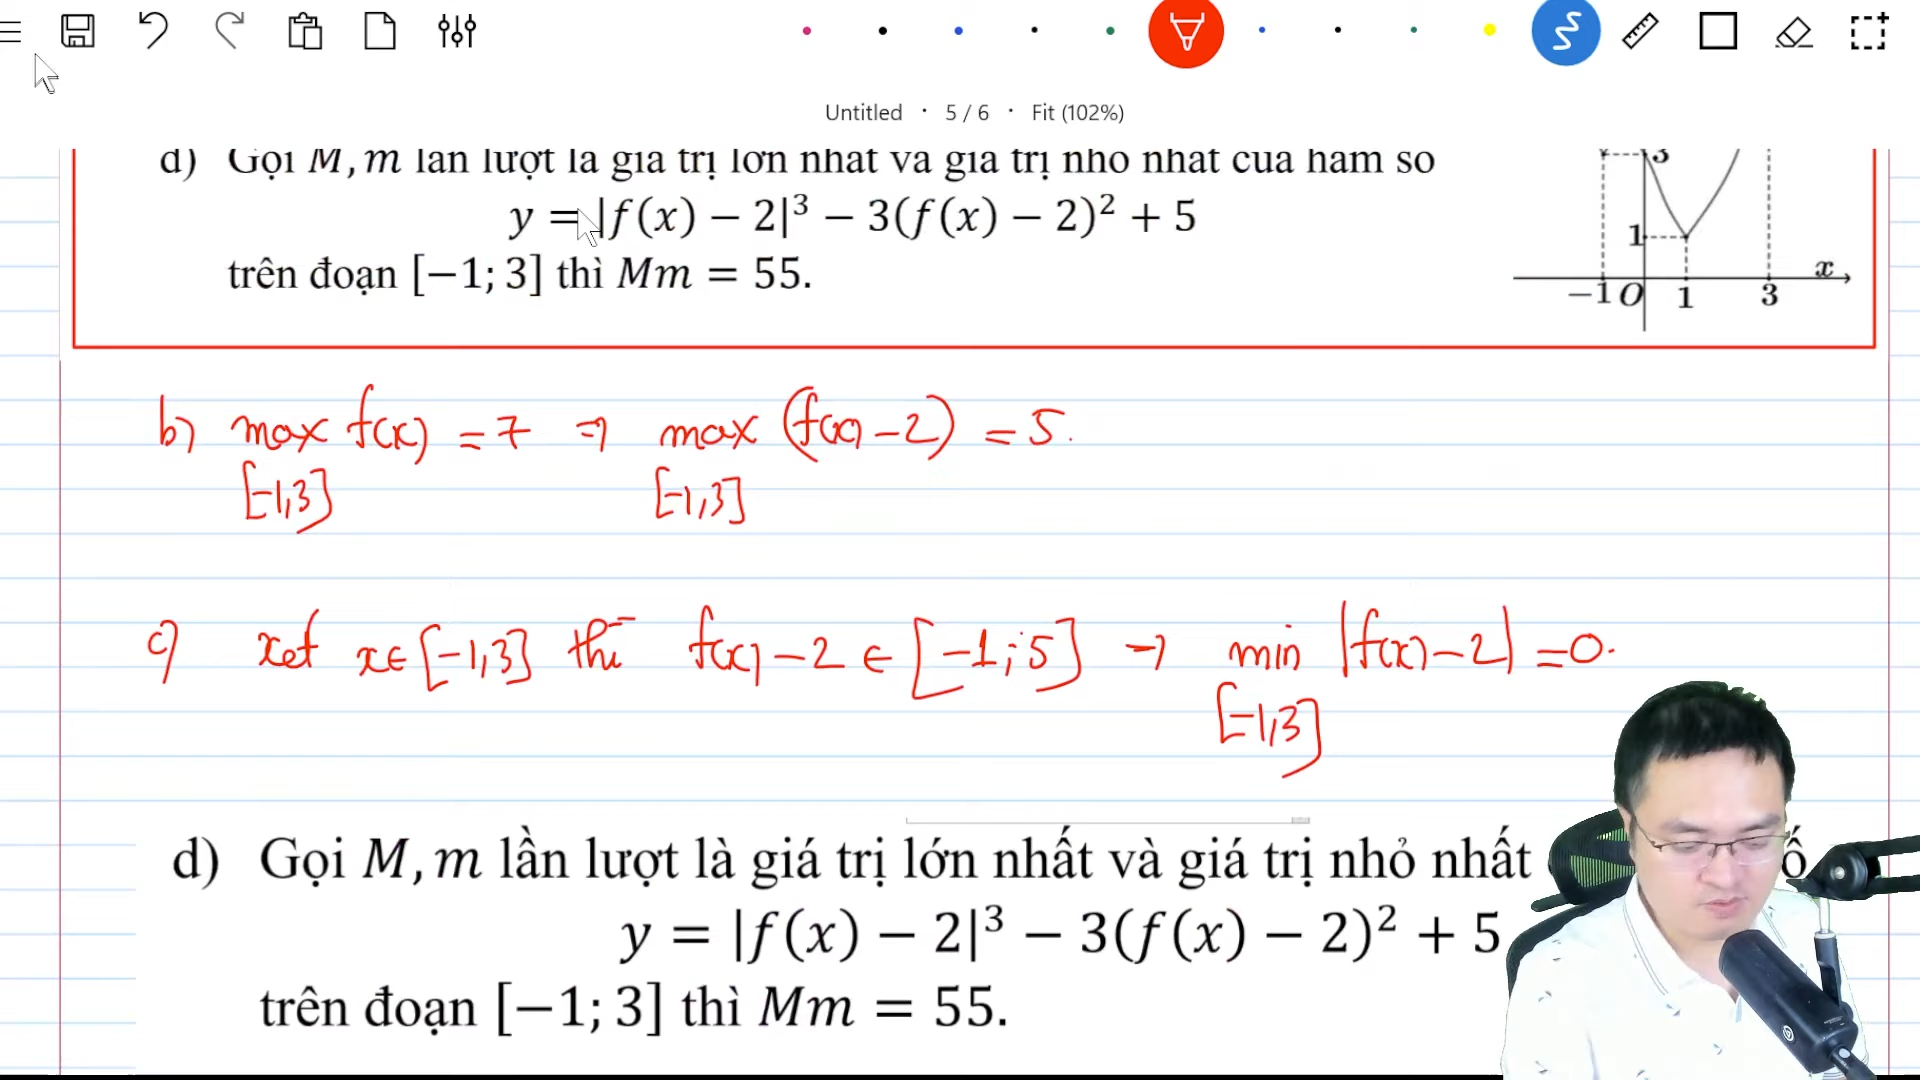 Untitled · 5 / 6 · Fit (102%)
d) Gọi M, m lần lượt là giá trị lớn nhất và giá trị nhỏ nhất của hàm số
y = |f(x) − 2|³ − 3(f(x) − 2)² + 5
trên đoạn [−1; 3] thì Mm = 55.
3
1
x
−1 O 1 3
b) max f(x) = 7 ⇒ max (f(x) − 2) = 5.
[-1,3] [-1,3]
c) xét x ∈ [-1,3] thì f(x) − 2 ∈ [−1; 5] → min |f(x) − 2| = 0.
[-1,3]
d) Gọi M, m lần lượt là giá trị lớn nhất và giá trị nhỏ nhất
y = |f(x) − 2|³ − 3(f(x) − 2)² + 5
trên đoạn [−1; 3] thì Mm = 55.